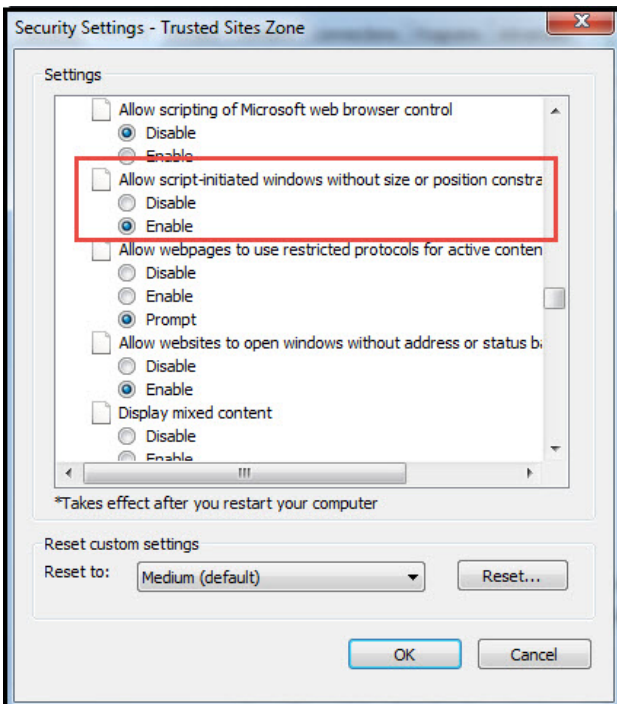 Security Settings - Trusted Sites Zone
Settings
Allow scripting of Microsoft web browser control
Disable
Enable
Allow script-initiated windows without size or position constra
Disable
Enable
Allow webpages to use restricted protocols for active conten
Disable
Enable
Prompt
Allow websites to open windows without address or status ba
Disable
Enable
Display mixed content
Disable
Enable
*Takes effect after you restart your computer
Reset custom settings
Reset to:
Medium (default)
Reset...
OK
Cancel